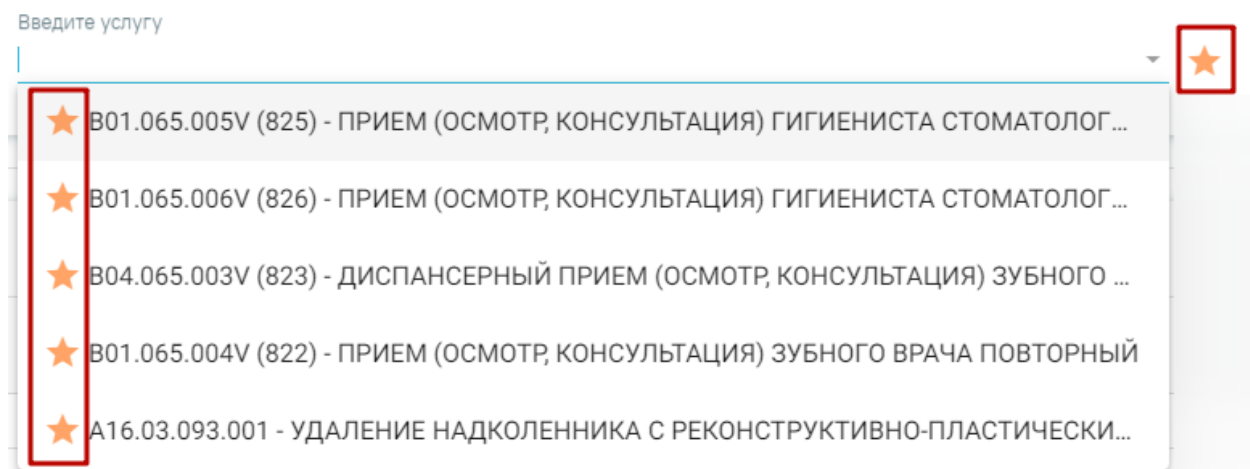 Введите услугу
B01.065.005V (825) - ПРИЕМ (ОСМОТР, КОНСУЛЬТАЦИЯ) ГИГИЕНИСТА СТОМАТОЛОГ...
B01.065.006V (826) - ПРИЕМ (ОСМОТР, КОНСУЛЬТАЦИЯ) ГИГИЕНИСТА СТОМАТОЛОГ...
B04.065.003V (823) - ДИСПАНСЕРНЫЙ ПРИЕМ (ОСМОТР, КОНСУЛЬТАЦИЯ) ЗУБНОГО ...
B01.065.004V (822) - ПРИЕМ (ОСМОТР, КОНСУЛЬТАЦИЯ) ЗУБНОГО ВРАЧА ПОВТОРНЫЙ
A16.03.093.001 - УДАЛЕНИЕ НАДКОЛЕННИКА С РЕКОНСТРУКТИВНО-ПЛАСТИЧЕСКИ...